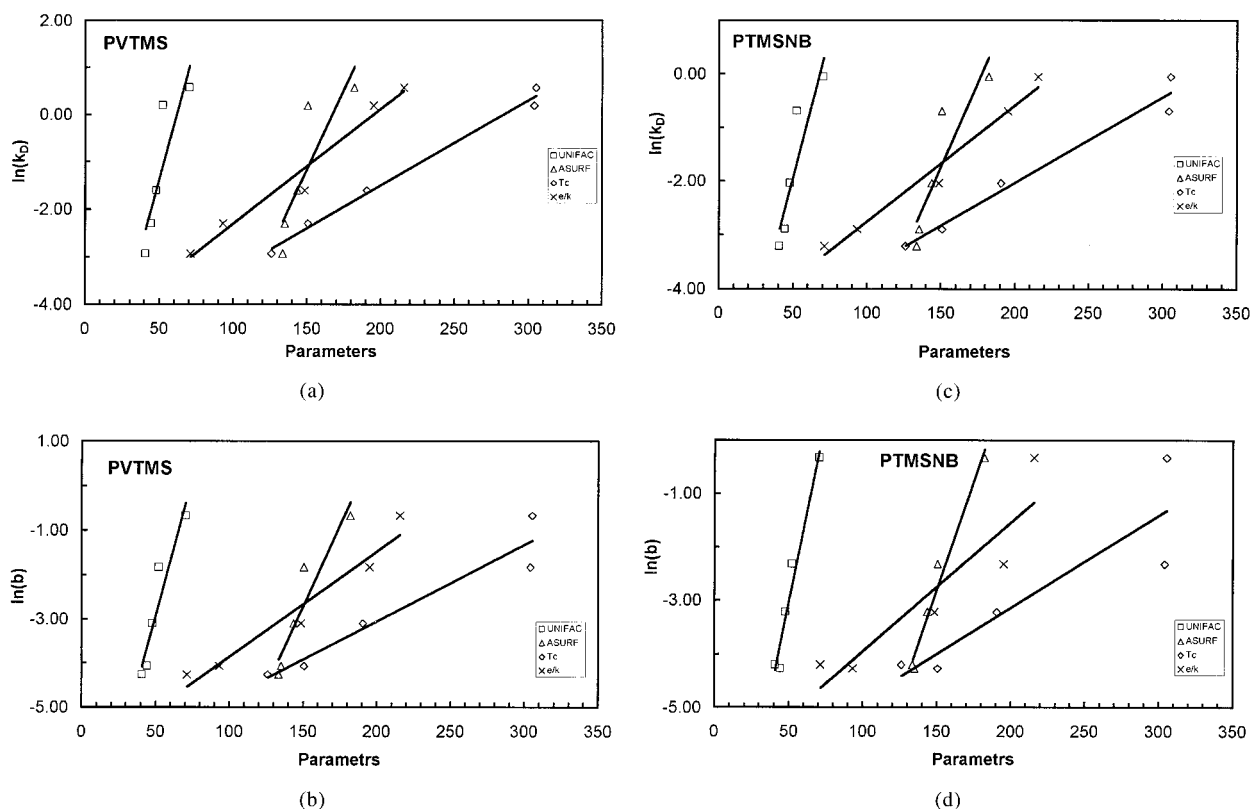 2.00
0.00
-2.00
-4.00
ln(kD)
PVTMS
UNIFAC
ASURF
Tc
e/k
0 50 100 150 200 250 300 350
Parameters
(a)
0.00
-2.00
-4.00
ln(kD)
PTMSNB
UNIFAC
ASURF
Tc
e/k
0 50 100 150 200 250 300 350
Parameters
(c)
1.00
-1.00
-3.00
-5.00
ln(b)
PVTMS
UNIFAC
ASURF
Tc
e/k
0 50 100 150 200 250 300 350
Parametrs
(b)
-1.00
-3.00
-5.00
ln(b)
PTMSNB
UNIFAC
ASURF
Tc
e/k
0 50 100 150 200 250 300 350
Parameters
(d)